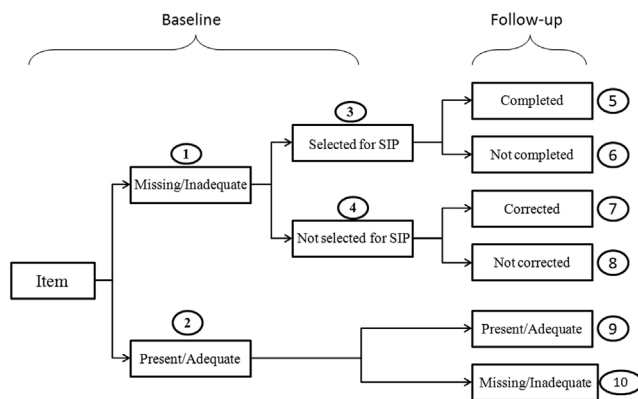 Baseline
Follow-up
3
Completed
5
1
Selected for SIP
Not completed
6
Missing/Inadequate
4
Corrected
7
Not selected for SIP
Not corrected
8
Item
2
Present/Adequate
9
Present/Adequate
Missing/Inadequate
10